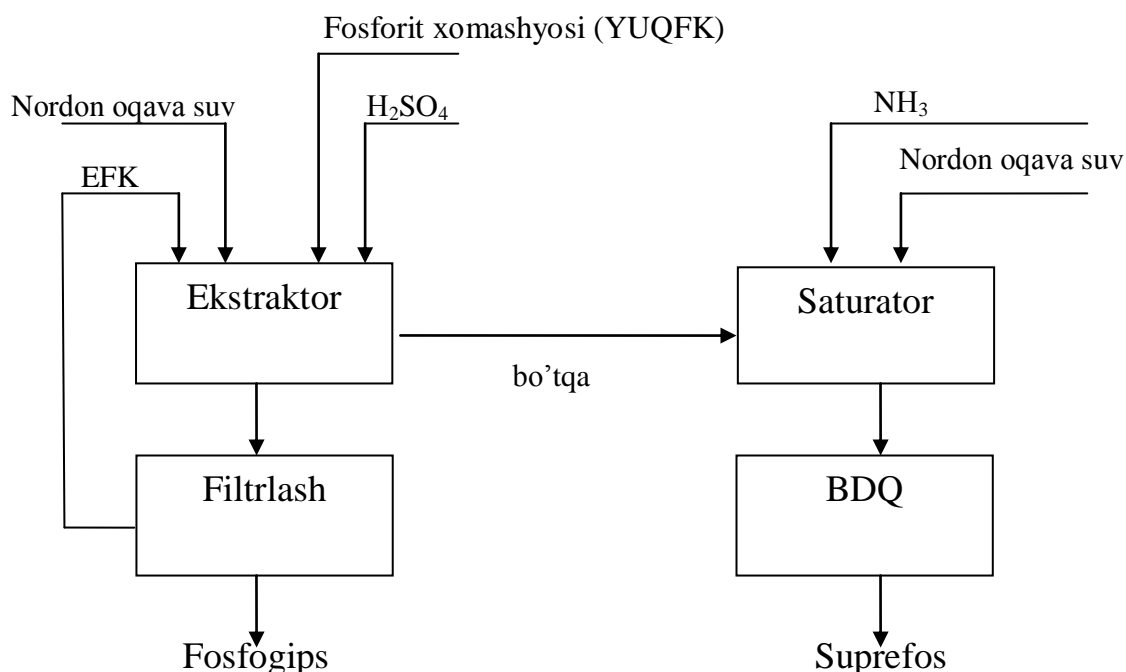 Fosforit xomashyosi (YUQFK)
Nordon oqava suv
H₂SO₄
NH₃
Nordon oqava suv
EFK
Ekstraktor
Saturator
bo’tqa
Filtrlash
BDQ
Fosfogips
Suprefos